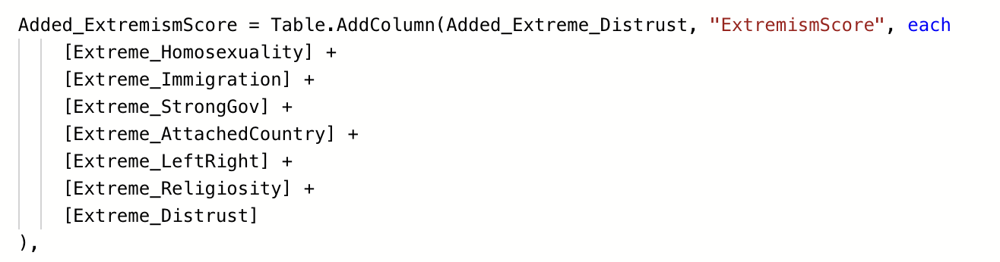 Added_ExtremismScore = Table.AddColumn(Added_Extreme_Distrust, "ExtremismScore", each
[Extreme_Homosexuality] +
[Extreme_Immigration] +
[Extreme_StrongGov] +
[Extreme_AttachedCountry] +
[Extreme_LeftRight] +
[Extreme_Religiosity] +
[Extreme_Distrust]
),